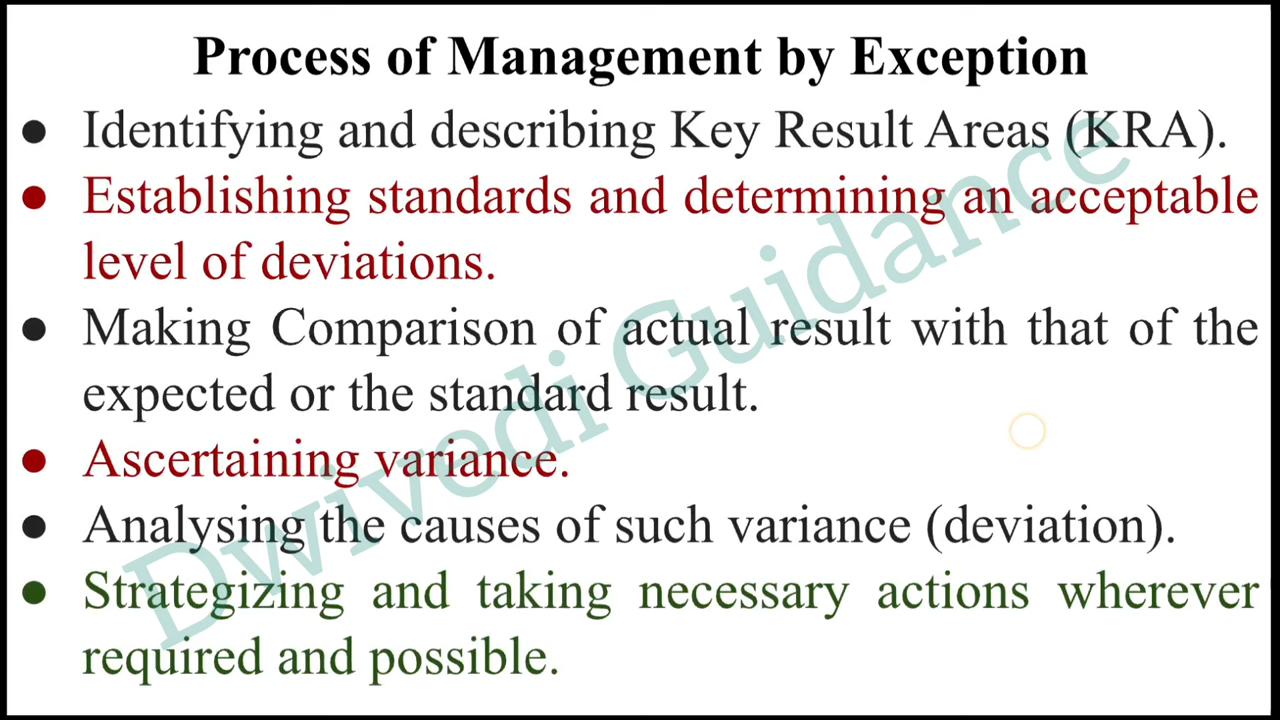 Process of Management by Exception
● Identifying and describing Key Result Areas (KRA).
● Establishing standards and determining an acceptable
level of deviations.
● Making Comparison of actual result with that of the
expected or the standard result.
● Ascertaining variance.
● Analysing the causes of such variance (deviation).
● Strategizing and taking necessary actions wherever
required and possible.
Dwivedi Guidance